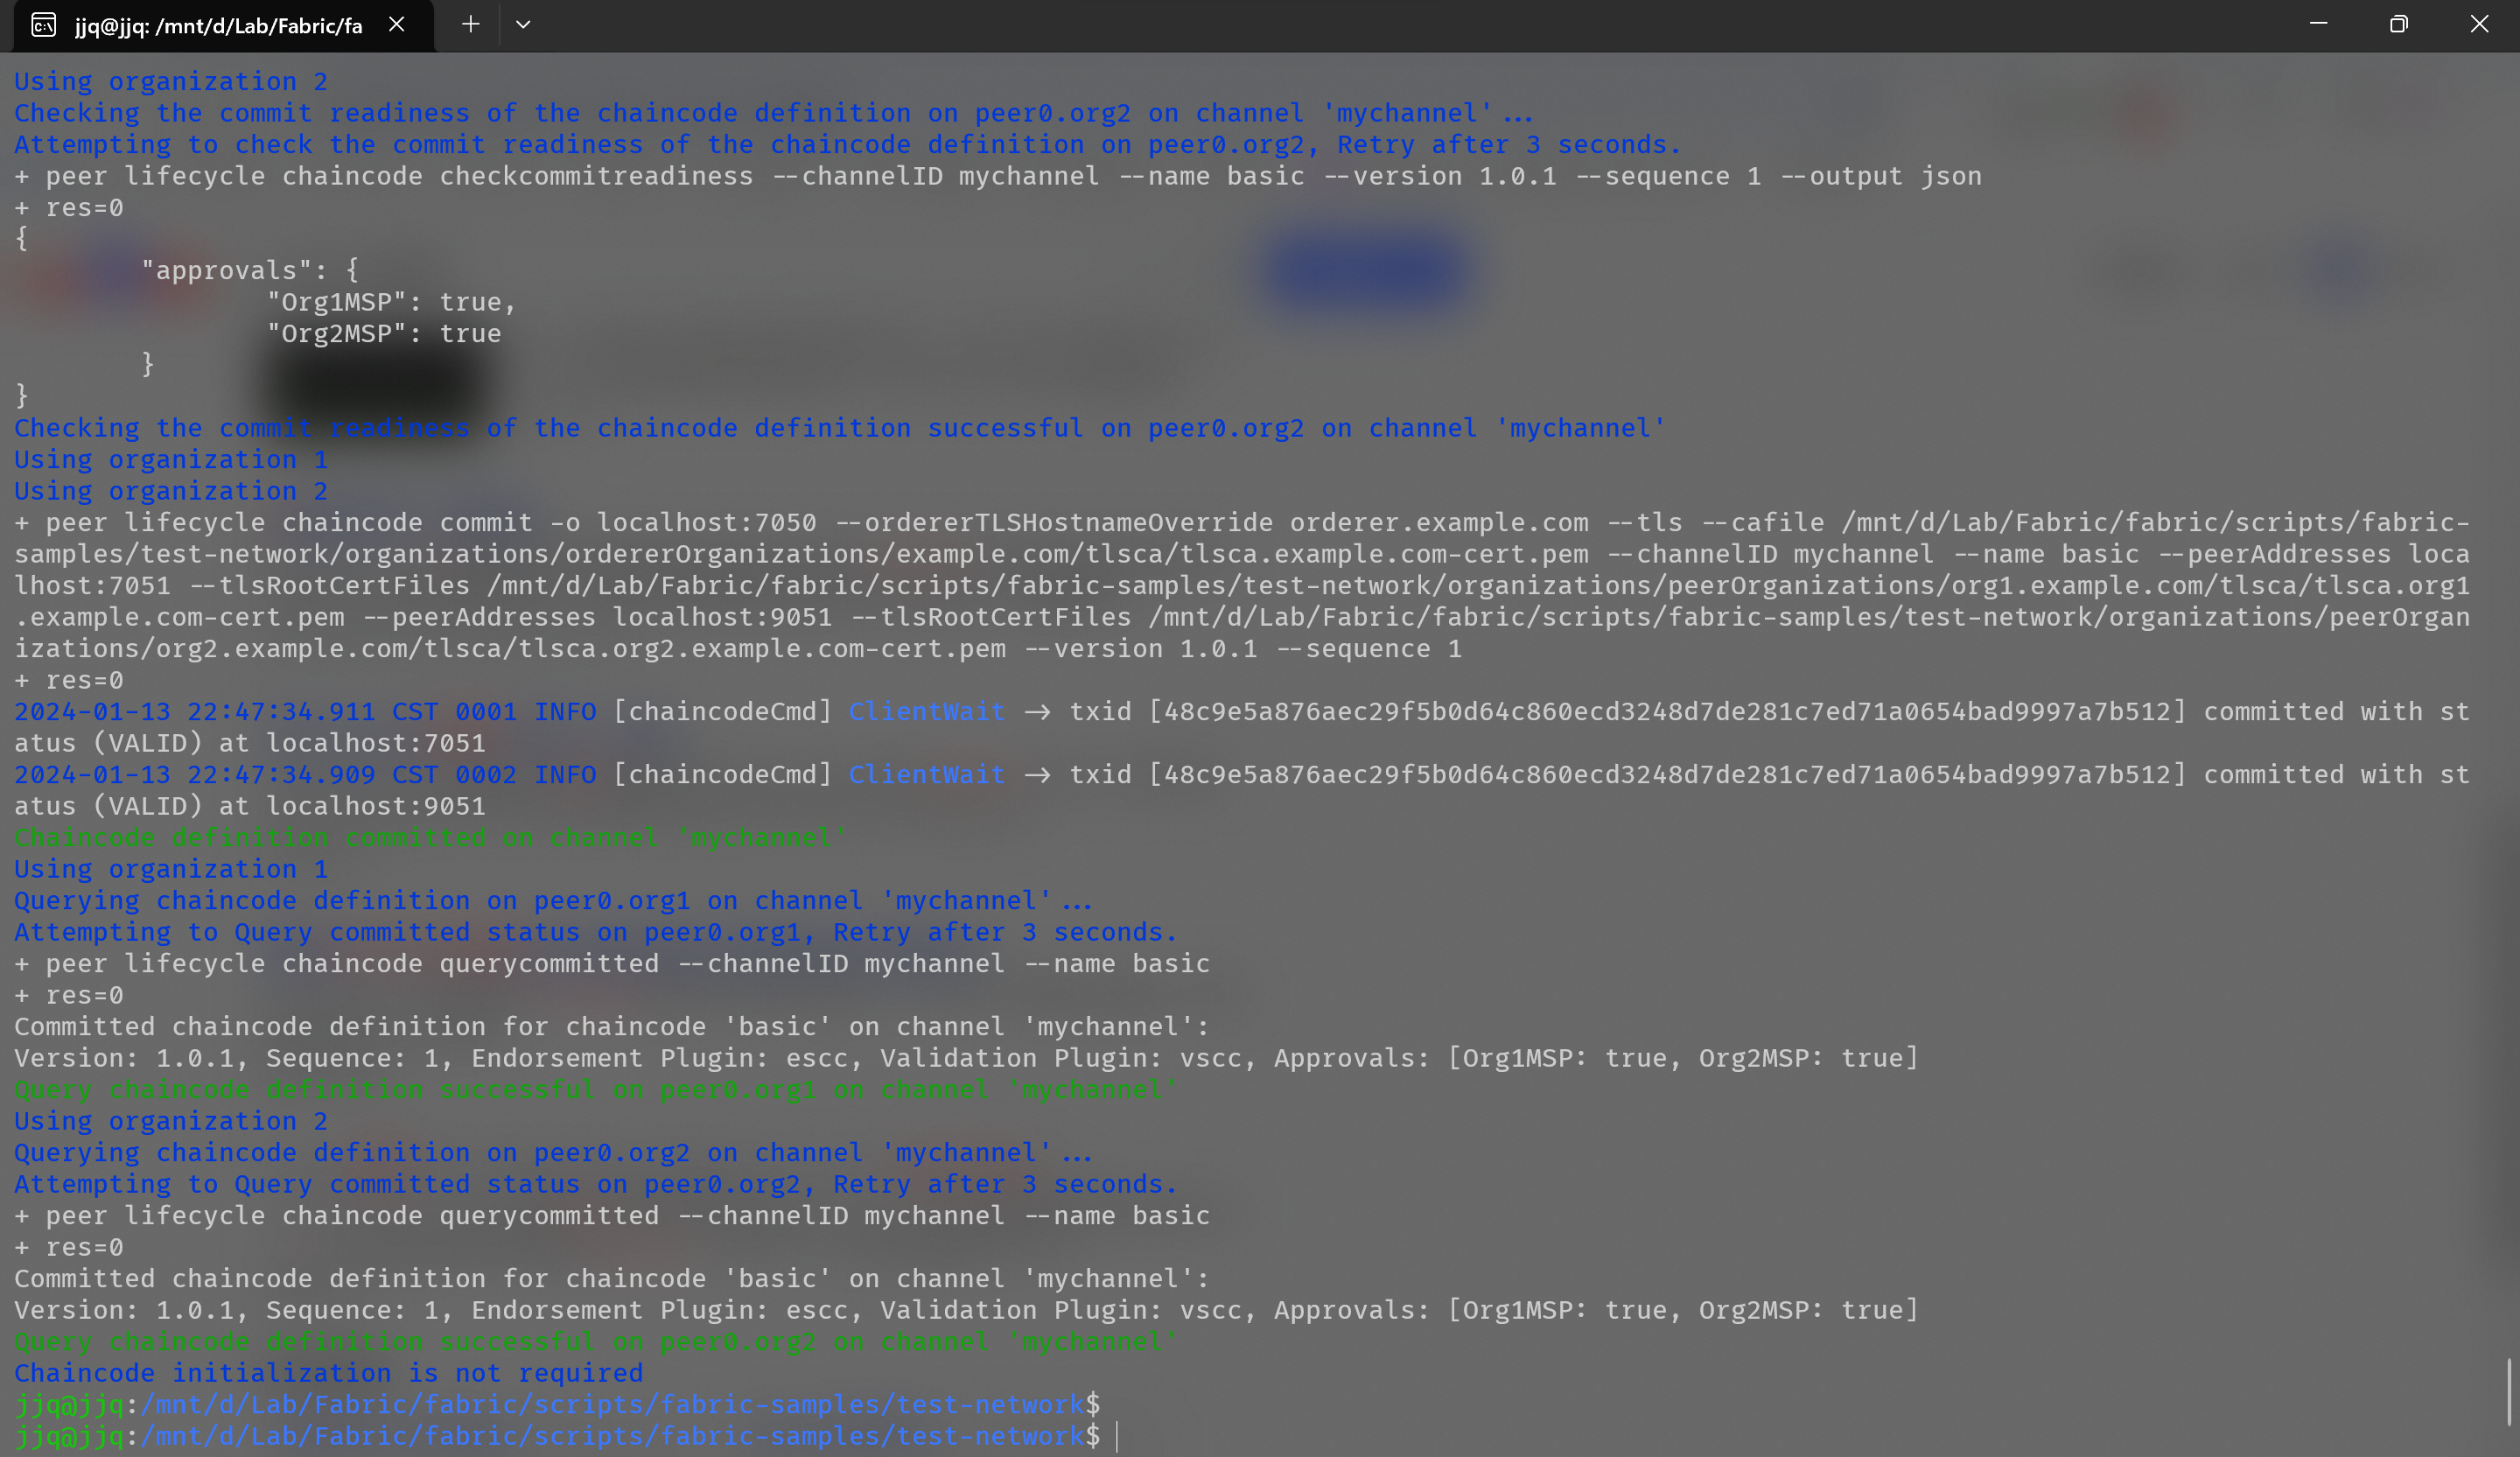 jjq@jjq: /mnt/d/Lab/Fabric/fa
Using organization 2
Checking the commit readiness of the chaincode definition on peer0.org2 on channel 'mychannel'...
Attempting to check the commit readiness of the chaincode definition on peer0.org2, Retry after 3 seconds.
+ peer lifecycle chaincode checkcommitreadiness --channelID mychannel --name basic --version 1.0.1 --sequence 1 --output json
+ res=0
{
"approvals": {
"Org1MSP": true,
"Org2MSP": true
}
}
Checking the commit readiness of the chaincode definition successful on peer0.org2 on channel 'mychannel'
Using organization 1
Using organization 2
+ peer lifecycle chaincode commit -o localhost:7050 --ordererTLSHostnameOverride orderer.example.com --tls --cafile /mnt/d/Lab/Fabric/fabric/scripts/fabric-
samples/test-network/organizations/ordererOrganizations/example.com/tlsca/tlsca.example.com-cert.pem --channelID mychannel --name basic --peerAddresses loca
lhost:7051 --tlsRootCertFiles /mnt/d/Lab/Fabric/fabric/scripts/fabric-samples/test-network/organizations/peerOrganizations/org1.example.com/tlsca/tlsca.org1
.example.com-cert.pem --peerAddresses localhost:9051 --tlsRootCertFiles /mnt/d/Lab/Fabric/fabric/scripts/fabric-samples/test-network/organizations/peerOrgan
izations/org2.example.com/tlsca/tlsca.org2.example.com-cert.pem --version 1.0.1 --sequence 1
+ res=0
2024-01-13 22:47:34.911 CST 0001 INFO [chaincodeCmd] ClientWait -> txid [48c9e5a876aec29f5b0d64c860ecd3248d7de281c7ed71a0654bad9997a7b512] committed with st
atus (VALID) at localhost:7051
2024-01-13 22:47:34.909 CST 0002 INFO [chaincodeCmd] ClientWait -> txid [48c9e5a876aec29f5b0d64c860ecd3248d7de281c7ed71a0654bad9997a7b512] committed with st
atus (VALID) at localhost:9051
Chaincode definition committed on channel 'mychannel'
Using organization 1
Querying chaincode definition on peer0.org1 on channel 'mychannel'...
Attempting to Query committed status on peer0.org1, Retry after 3 seconds.
+ peer lifecycle chaincode querycommitted --channelID mychannel --name basic
+ res=0
Committed chaincode definition for chaincode 'basic' on channel 'mychannel':
Version: 1.0.1, Sequence: 1, Endorsement Plugin: escc, Validation Plugin: vscc, Approvals: [Org1MSP: true, Org2MSP: true]
Query chaincode definition successful on peer0.org1 on channel 'mychannel'
Using organization 2
Querying chaincode definition on peer0.org2 on channel 'mychannel'...
Attempting to Query committed status on peer0.org2, Retry after 3 seconds.
+ peer lifecycle chaincode querycommitted --channelID mychannel --name basic
+ res=0
Committed chaincode definition for chaincode 'basic' on channel 'mychannel':
Version: 1.0.1, Sequence: 1, Endorsement Plugin: escc, Validation Plugin: vscc, Approvals: [Org1MSP: true, Org2MSP: true]
Query chaincode definition successful on peer0.org2 on channel 'mychannel'
Chaincode initialization is not required
jjq@jjq:/mnt/d/Lab/Fabric/fabric/scripts/fabric-samples/test-network$
jjq@jjq:/mnt/d/Lab/Fabric/fabric/scripts/fabric-samples/test-network$